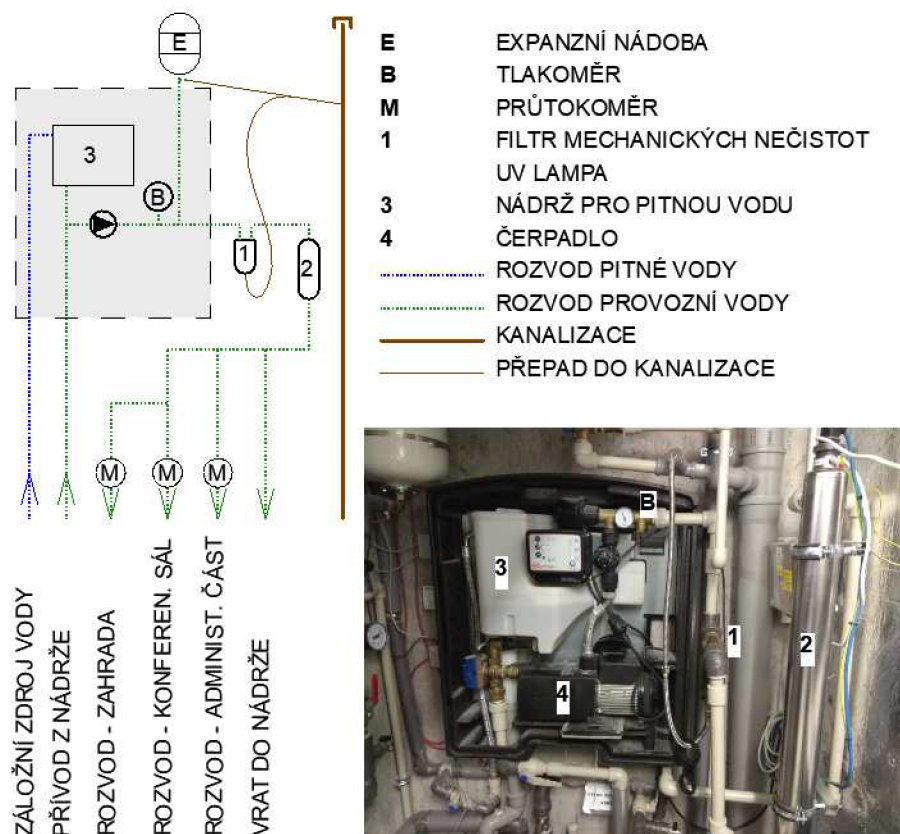 E EXPANZNÍ NÁDOBA
B TLAKOMĚR
M PRŮTOKOMĚR
1 FILTR MECHANICKÝCH NEČISTOT
UV LAMPA
3 NÁDRŽ PRO PITNOU VODU
4 ČERPADLO
ROZVOD PITNÉ VODY
ROZVOD PROVOZNÍ VODY
KANALIZACE
PŘEPAD DO KANALIZACE
E
3
B
1
2
M
M
M
ZÁLOŽNÍ ZDROJ VODY
PŘÍVOD Z NÁDRŽE
ROZVOD - ZAHRADA
ROZVOD - KONFEREN. SÁL
ROZVOD - ADMINIST. ČÁST
VRAT DO NÁDRŽE
B
3
1
2
4